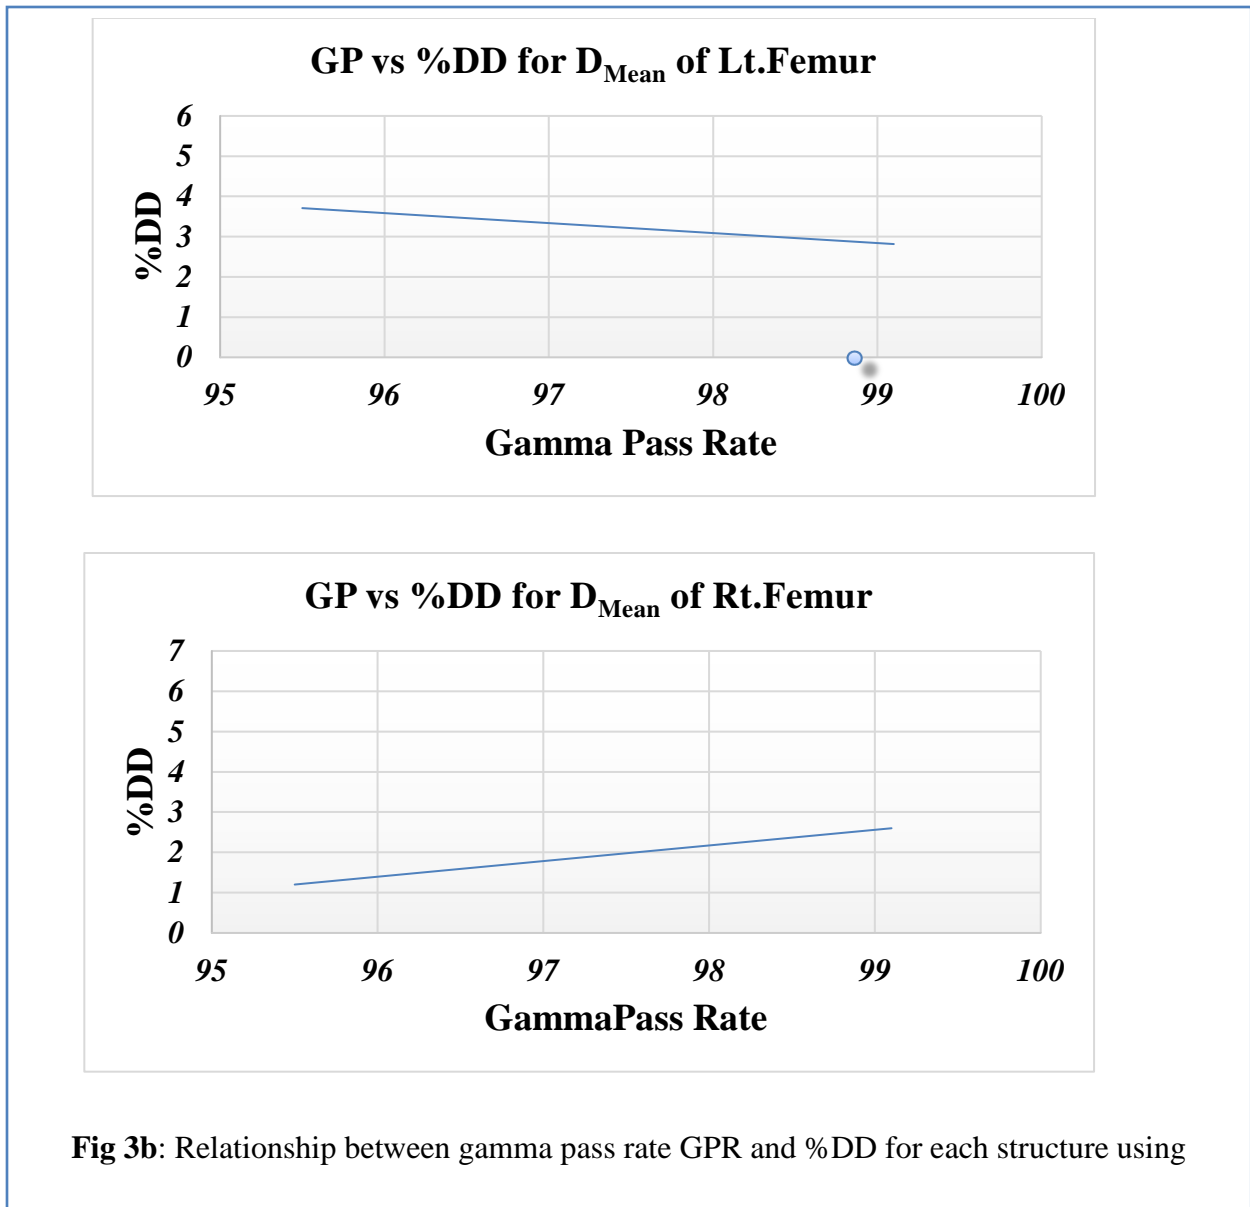 GP vs %DD for DMean of Lt.Femur
6
5
4
3
2
1
0
%DD
95 96 97 98 99 100
Gamma Pass Rate
GP vs %DD for DMean of Rt.Femur
7
6
5
4
3
2
1
0
%DD
95 96 97 98 99 100
GammaPass Rate
Fig 3b: Relationship between gamma pass rate GPR and %DD for each structure using